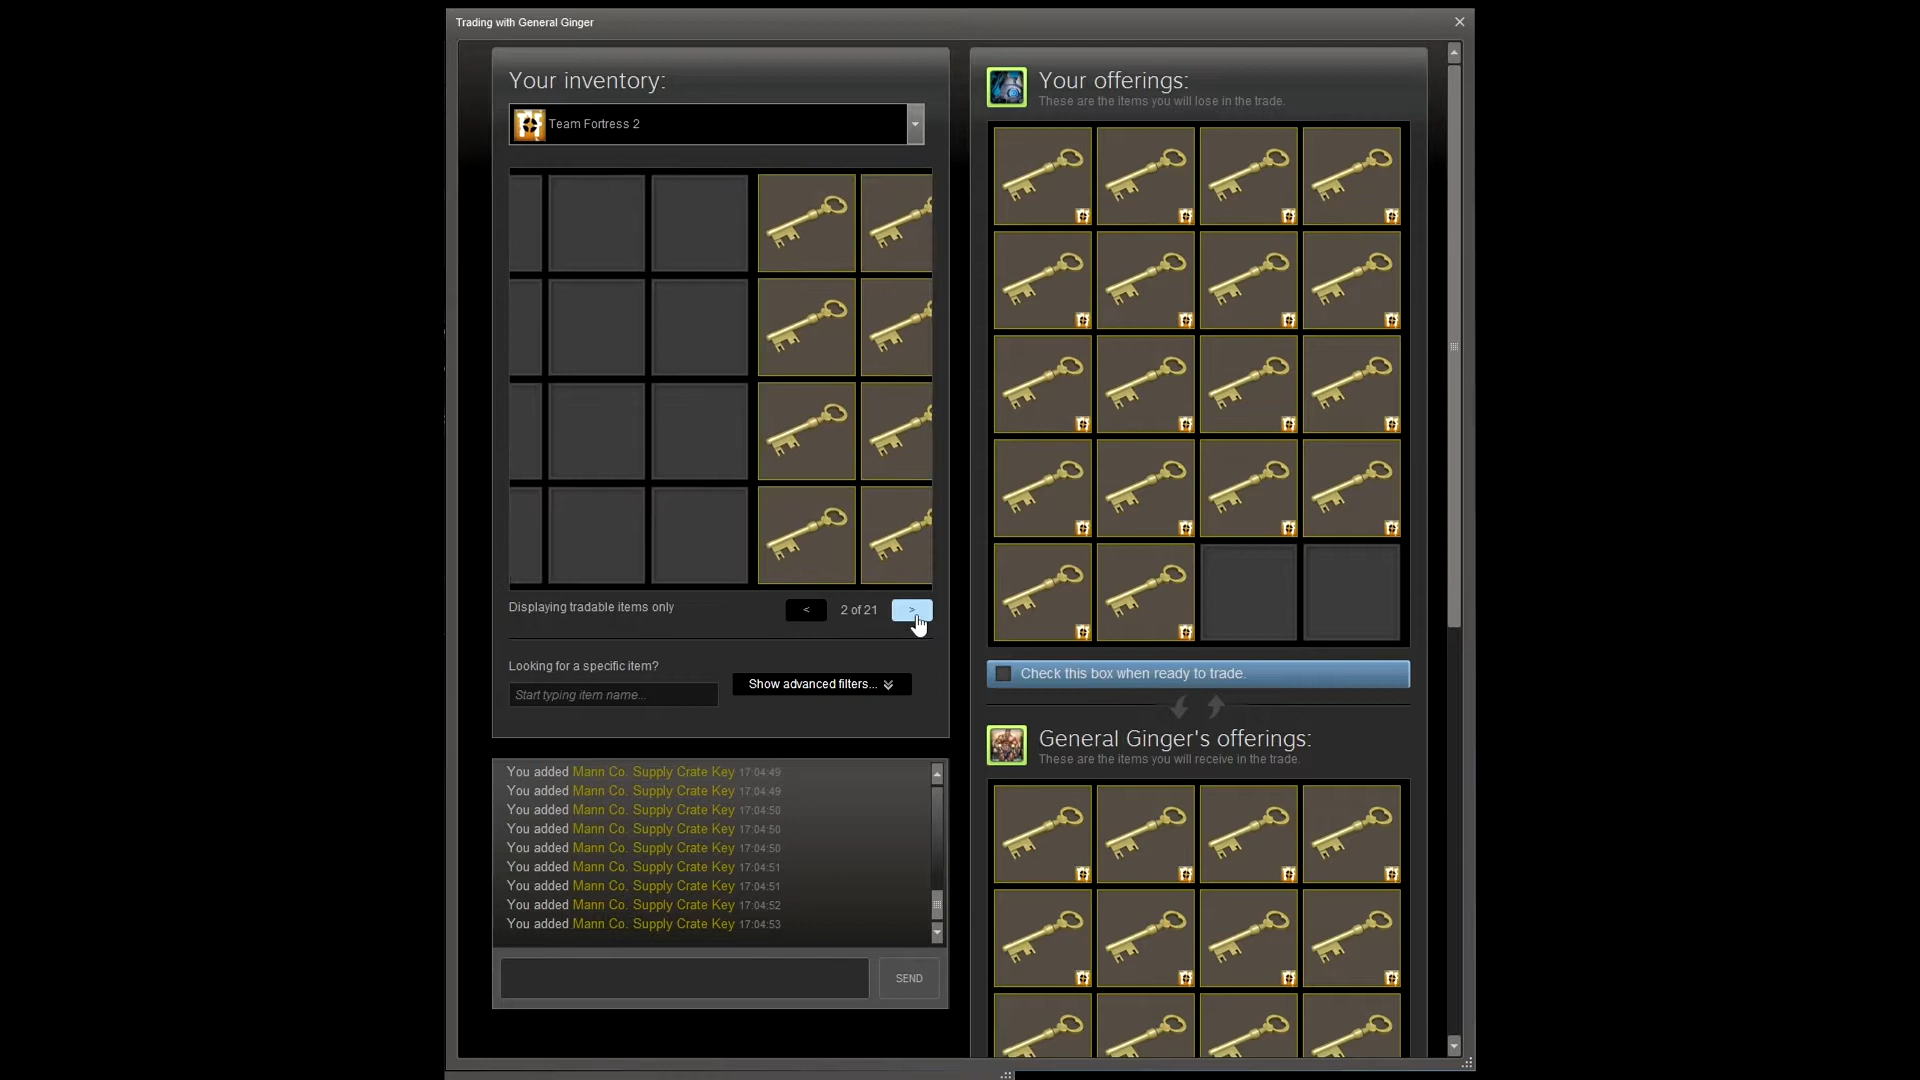 Trading with General Ginger
Your inventory:
Team Fortress 2
Displaying tradable items only
<
2 of 21
>
Looking for a specific item?
Start typing item name...
Show advanced filters...
You added Mann Co. Supply Crate Key 17:04:49
You added Mann Co. Supply Crate Key 17:04:49
You added Mann Co. Supply Crate Key 17:04:50
You added Mann Co. Supply Crate Key 17:04:50
You added Mann Co. Supply Crate Key 17:04:50
You added Mann Co. Supply Crate Key 17:04:51
You added Mann Co. Supply Crate Key 17:04:51
You added Mann Co. Supply Crate Key 17:04:52
You added Mann Co. Supply Crate Key 17:04:53
SEND
Your offerings:
These are the items you will lose in the trade.
Check this box when ready to trade.
General Ginger's offerings:
These are the items you will receive in the trade.